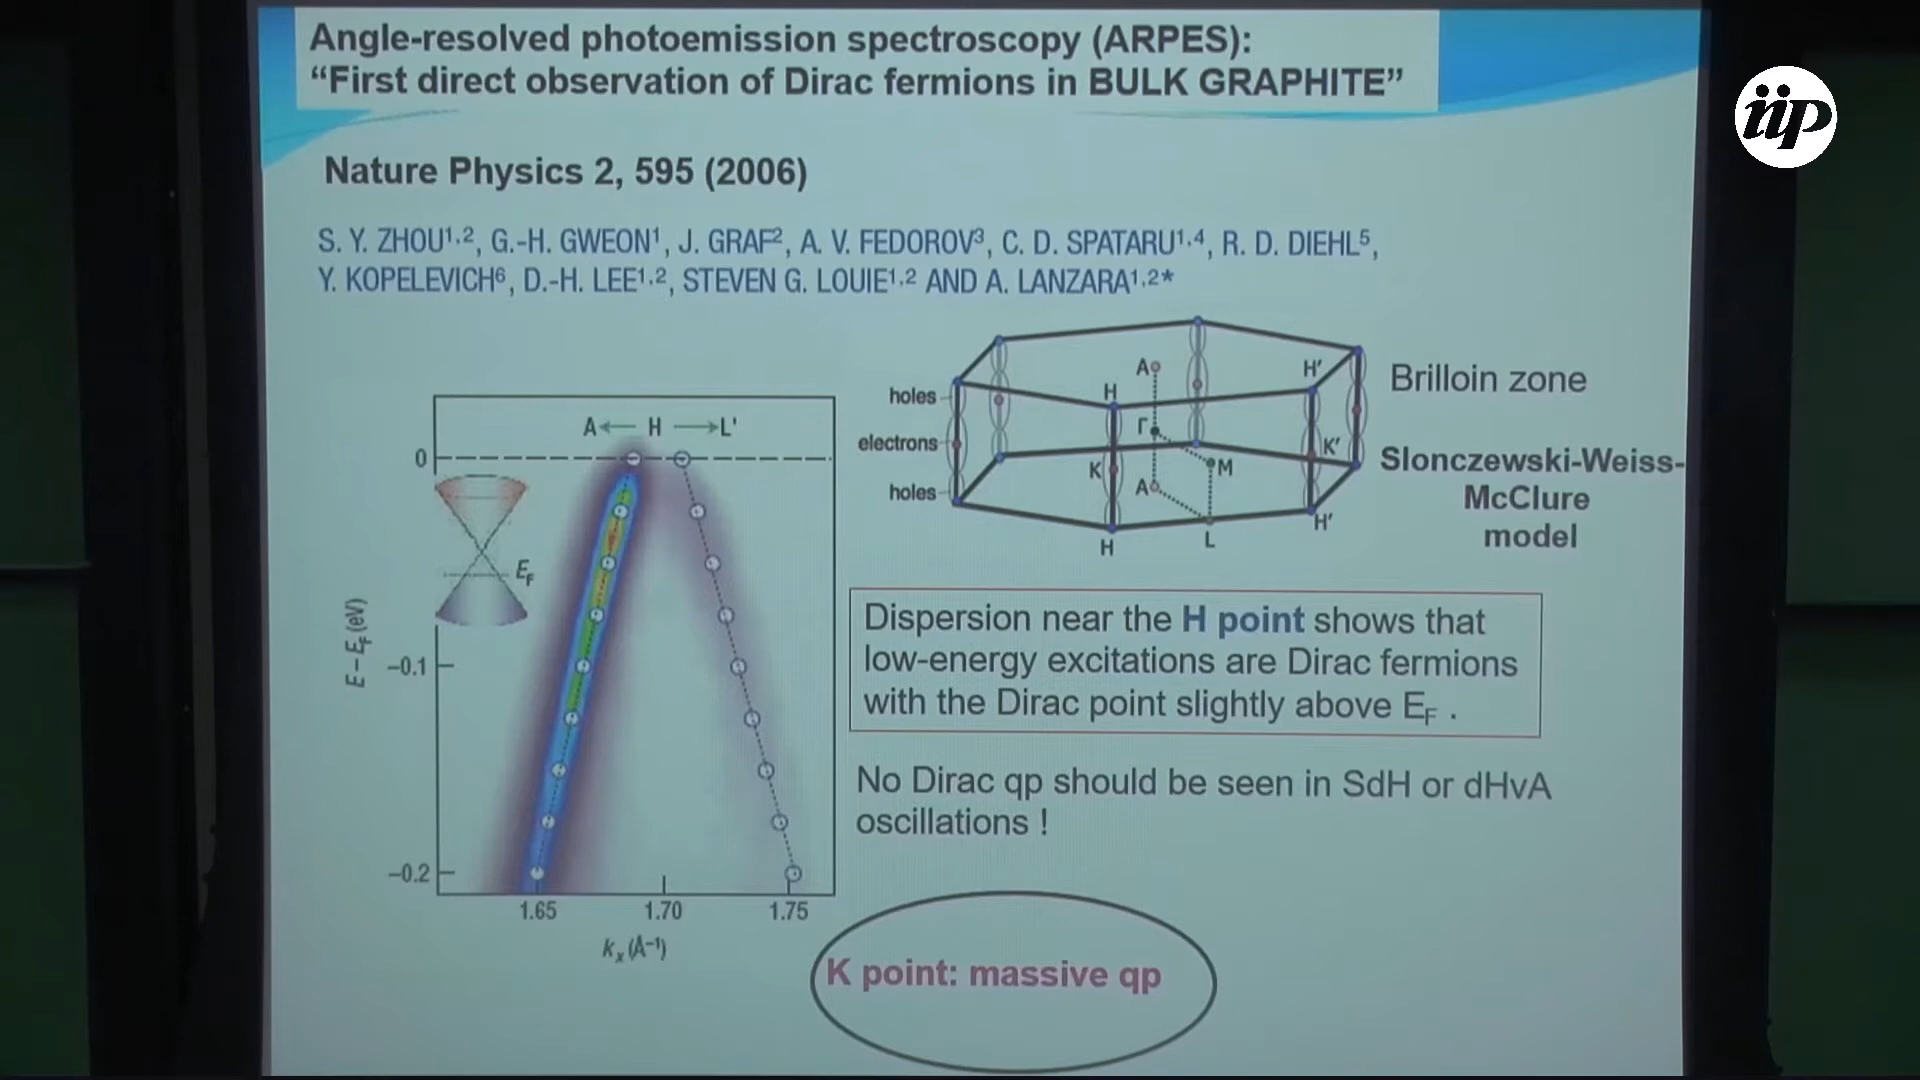 Angle-resolved photoemission spectroscopy (ARPES):
“First direct observation of Dirac fermions in BULK GRAPHITE”
iip
Nature Physics 2, 595 (2006)
S. Y. ZHOU¹,², G.-H. GWEON¹, J. GRAF², A. V. FEDOROV³, C. D. SPATARU¹,⁴, R. D. DIEHL⁵,
Y. KOPELEVICH⁶, D.-H. LEE¹,², STEVEN G. LOUIE¹,² AND A. LANZARA¹,²*
A ← H → L'
0
E_F
E – E_F (eV)
–0.1
–0.2
1.65 1.70 1.75
k_x (Å⁻¹)
holes
electrons
holes
A
H
H'
Γ
K
K'
M
A
H
L
H'
Brilloin zone
Slonczewski-Weiss-
McClure
model
Dispersion near the H point shows that
low-energy excitations are Dirac fermions
with the Dirac point slightly above E_F .
No Dirac qp should be seen in SdH or dHvA
oscillations !
K point: massive qp